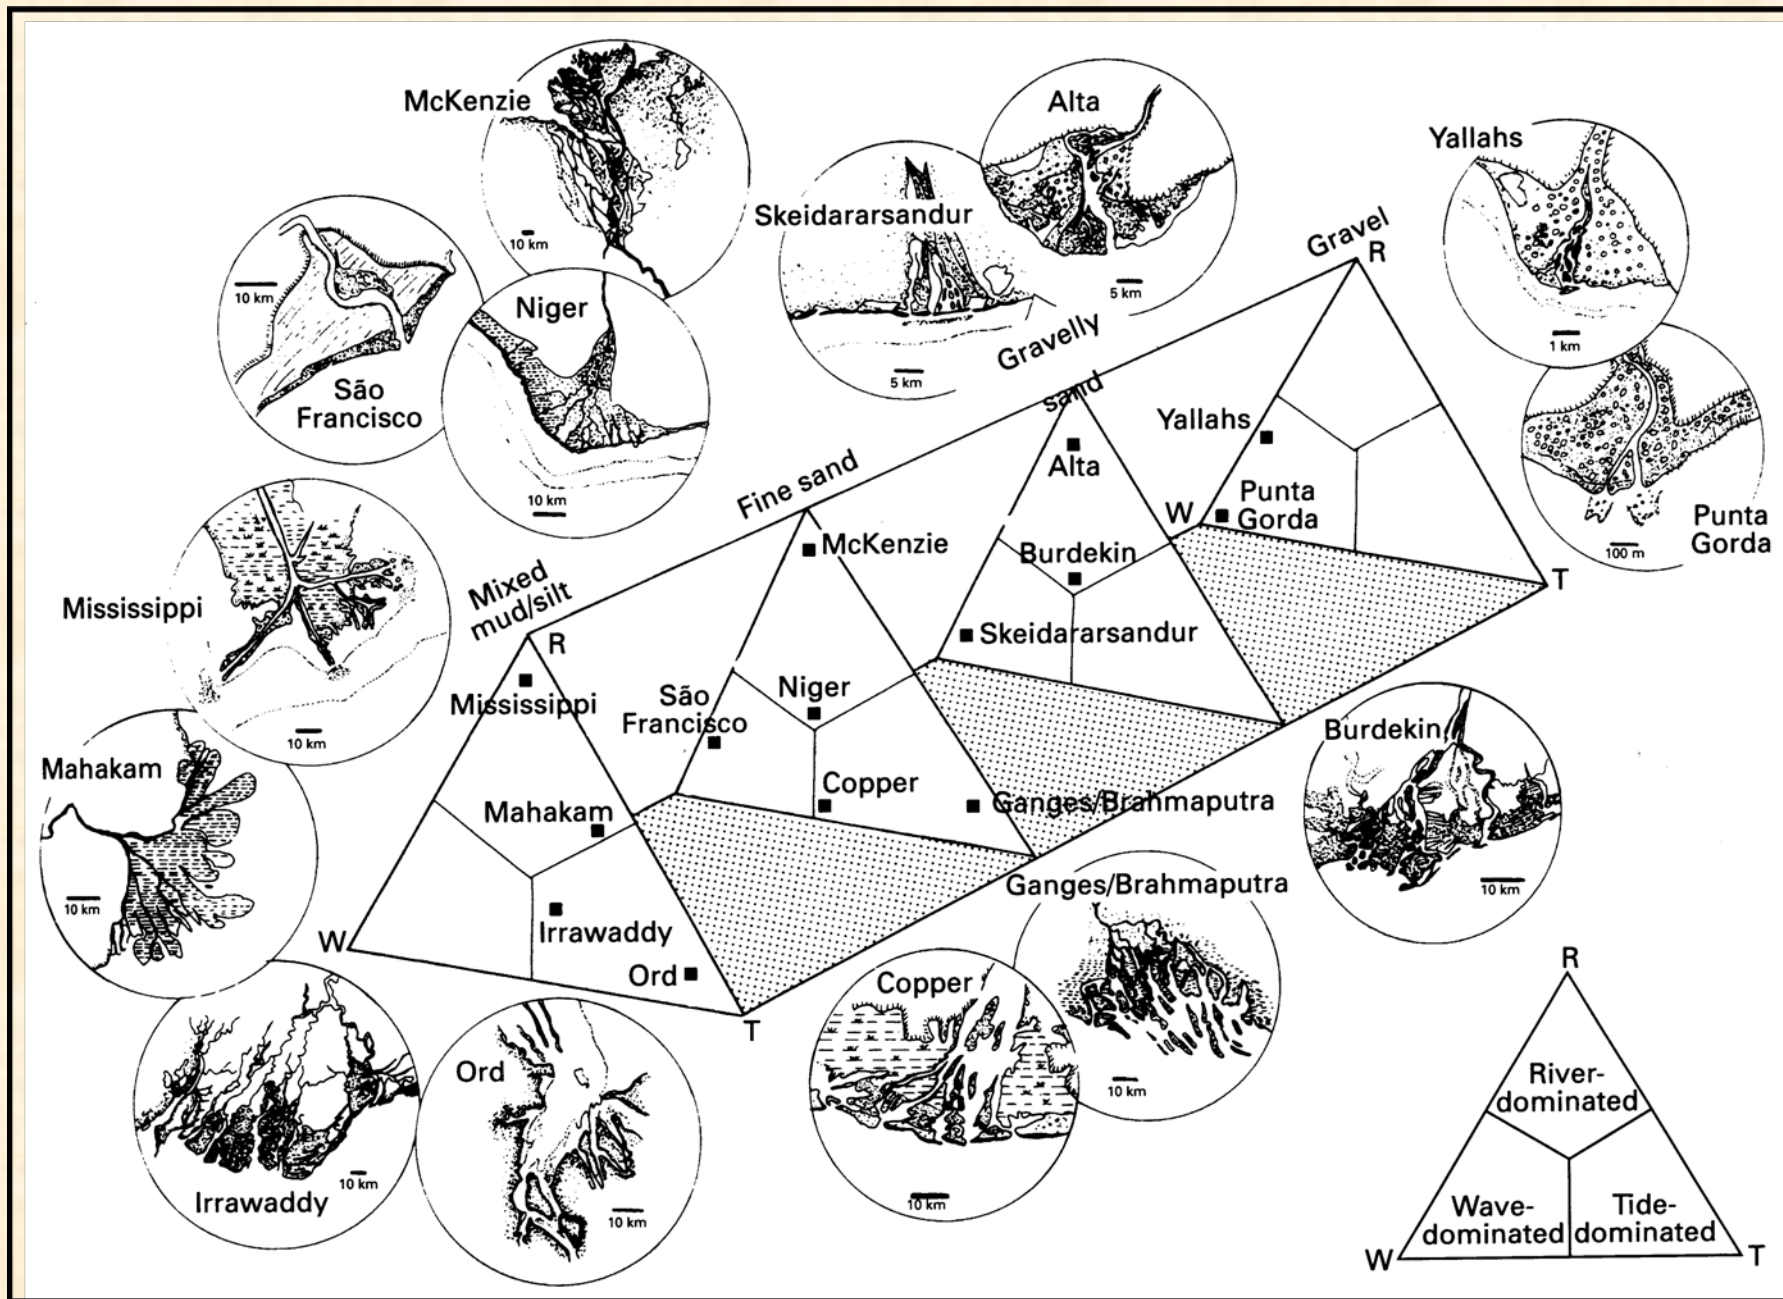 McKenzie
10 km
Alta
5 km
Yallahs
1 km
Skeidararsandur
5 km
São
Francisco
10 km
Niger
10 km
Punta
Gorda
100 m
Mississippi
10 km
Mahakam
10 km
Irrawaddy
10 km
Ord
10 km
Copper
10 km
Ganges/Brahmaputra
10 km
Burdekin
10 km
Gravel
R
Yallahs
Punta
Gorda
W
T
Gravelly
sand
Alta
Burdekin
Skeidararsandur
Fine sand
McKenzie
São
Francisco
Niger
Copper
Ganges/Brahmaputra
Mixed
mud/silt
R
Mississippi
Mahakam
Irrawaddy
Ord
W
T
R
River-
dominated
Wave-
dominated
Tide-
dominated
W
T